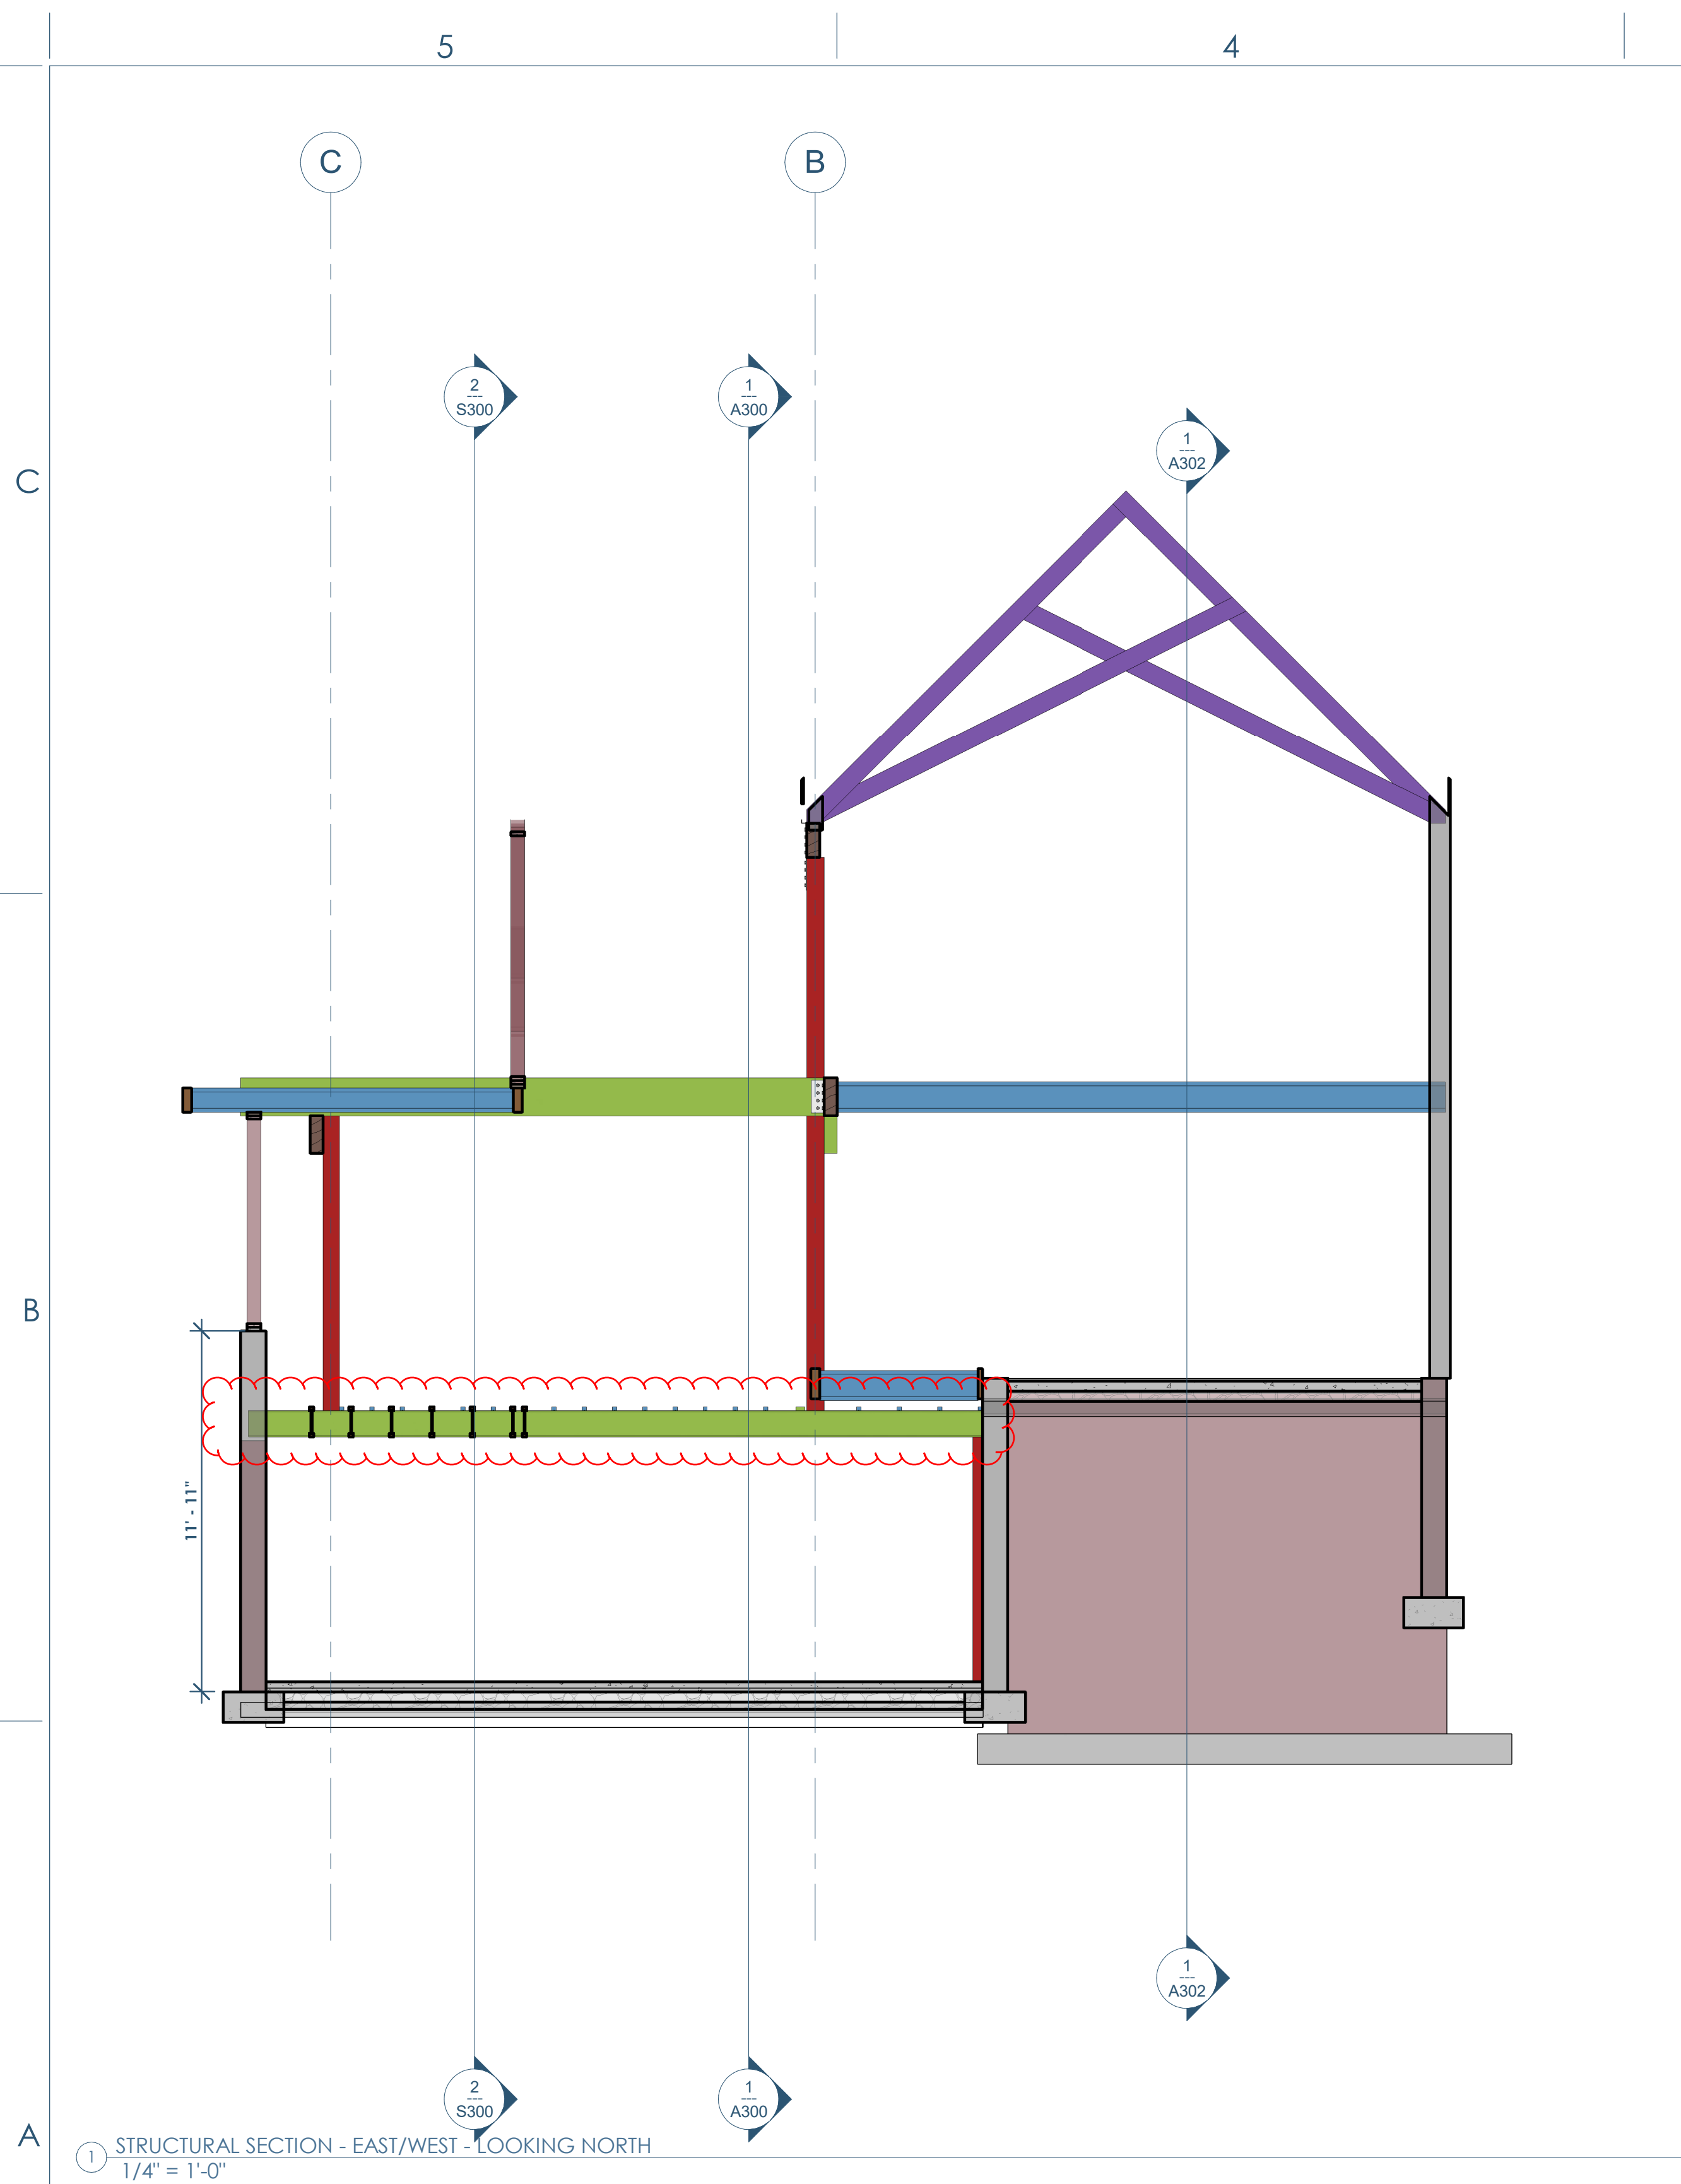 5
4
C
B
2
---
S300
1
---
A300
1
---
A302
C
B
11' - 11"
1
---
A302
2
---
S300
1
---
A300
A
1
STRUCTURAL SECTION - EAST/WEST - LOOKING NORTH
1/4" = 1'-0"